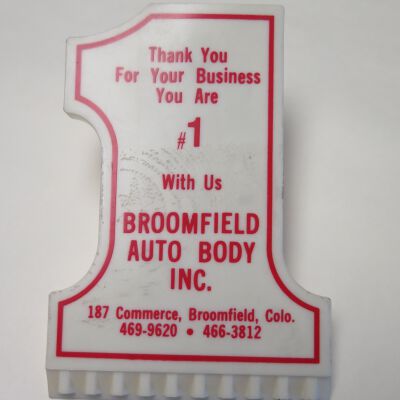 Thank You
For Your Business
You Are
#1
With Us
BROOMFIELD
AUTO BODY
INC.
187 Commerce, Broomfield, Colo.
469-9620 • 466-3812